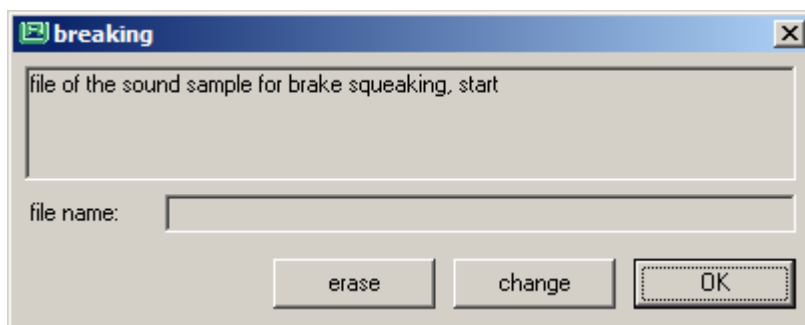 breaking
file of the sound sample for brake squeaking, start
file name:
erase change OK